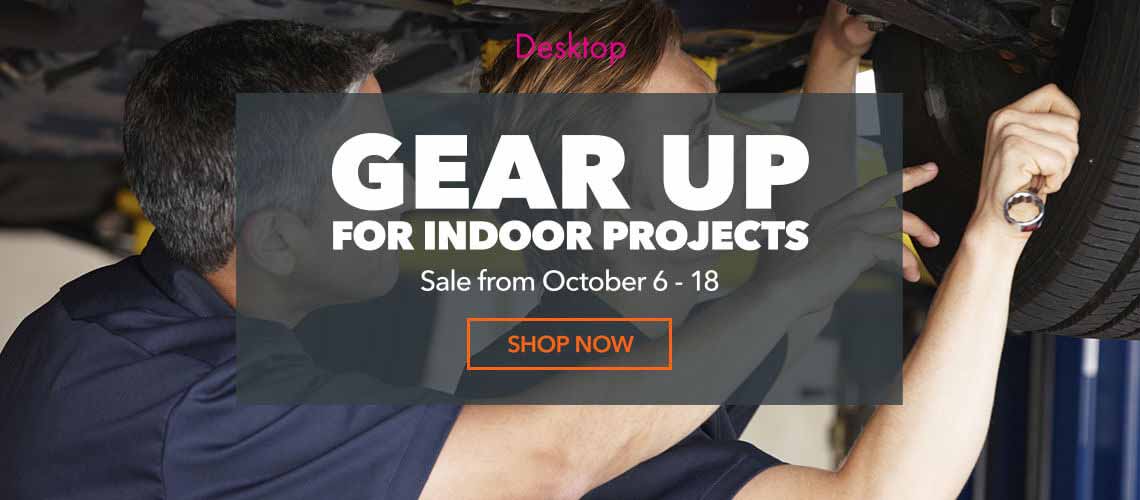 Desktop
GEAR UP
FOR INDOOR PROJECTS
Sale from October 6 - 18
SHOP NOW